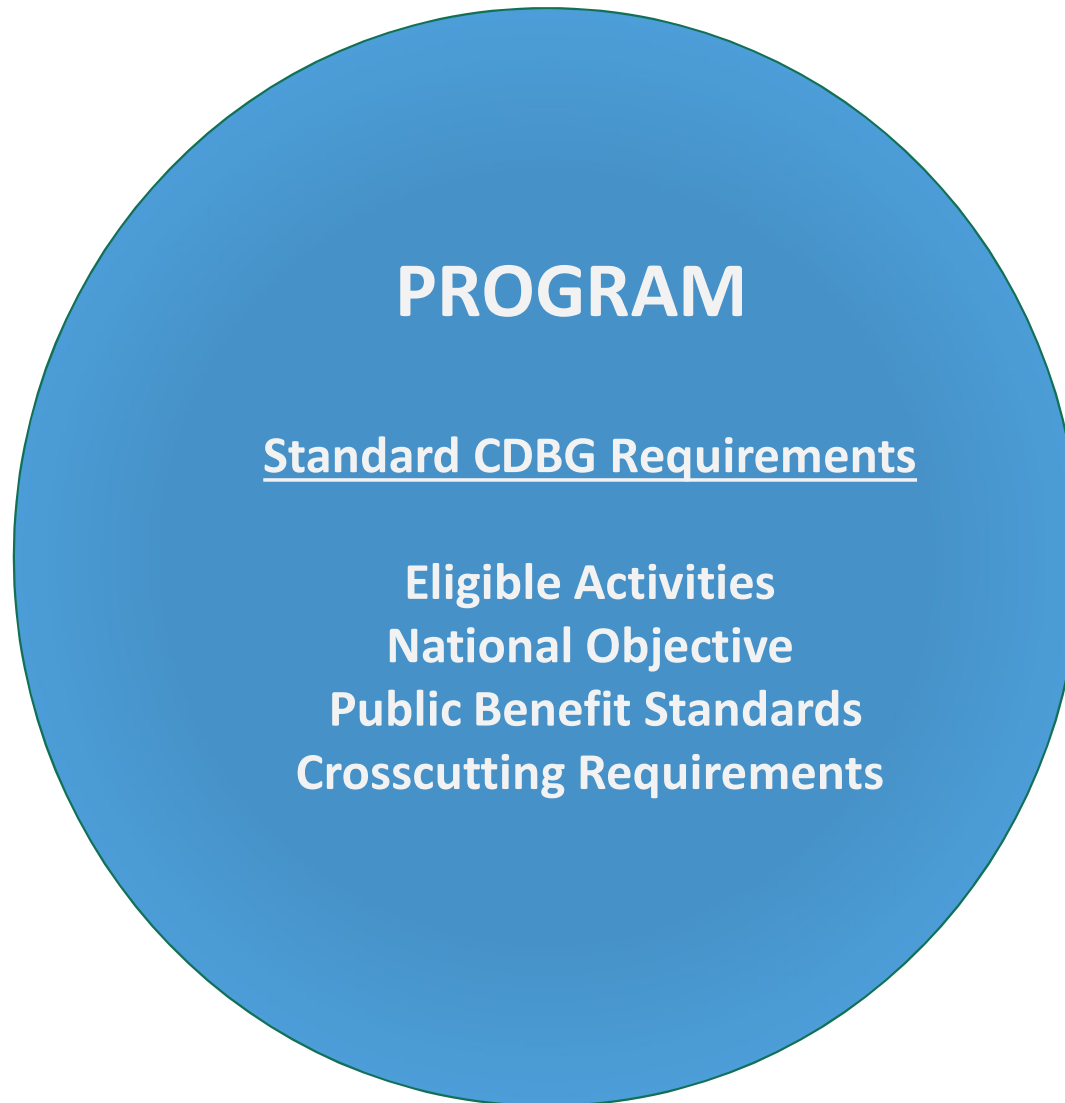 PROGRAM
Standard CDBG Requirements
Eligible Activities
National Objective
Public Benefit Standards
Crosscutting Requirements